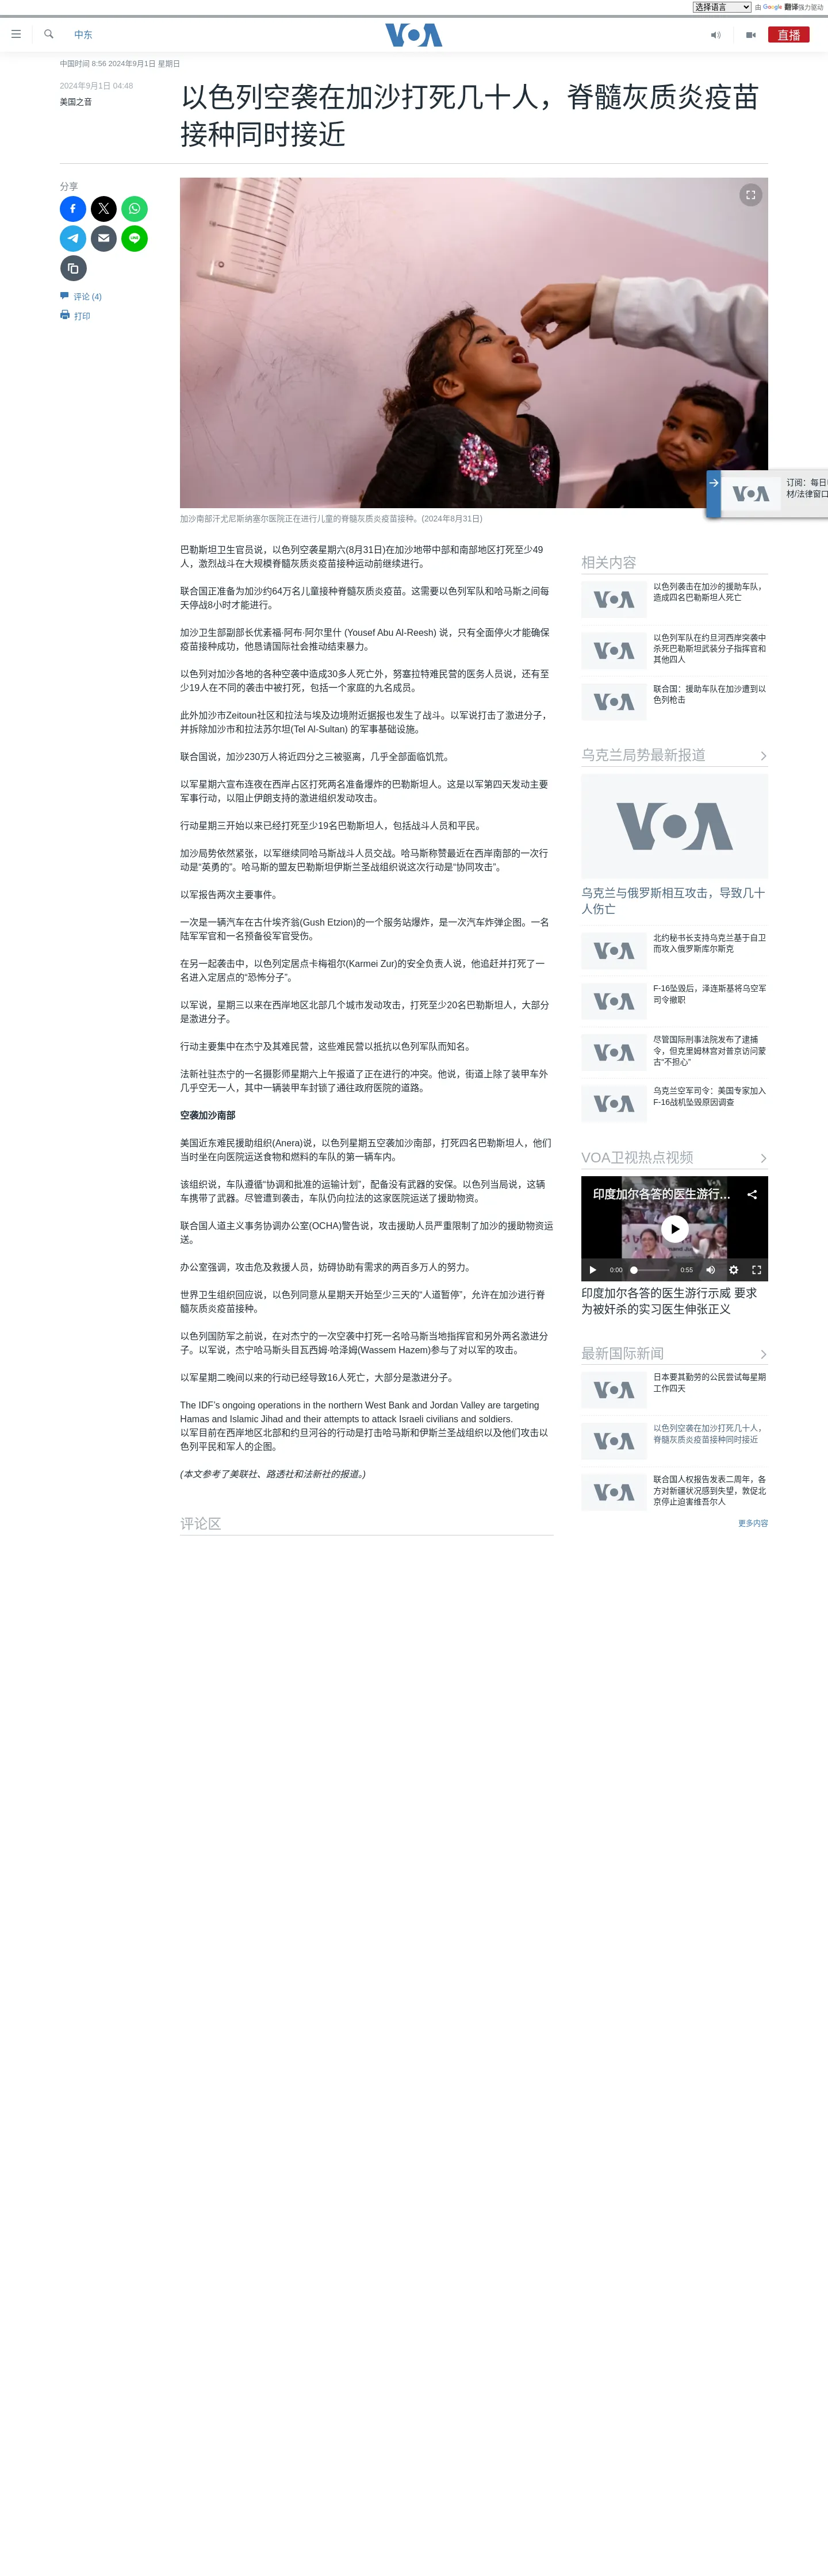 选择语言
由 Google 翻译强力驱动
中东
VOA
直播
中国时间 8:56 2024年9月1日 星期日
2024年9月1日 04:48
美国之音
以色列空袭在加沙打死几十人，脊髓灰质炎疫苗
接种同时接近
分享
评论 (4)
打印
加沙南部汗尤尼斯纳塞尔医院正在进行儿童的脊髓灰质炎疫苗接种。(2024年8月31日)
VOA
订阅：每日
材/法律窗口
巴勒斯坦卫生官员说，以色列空袭星期六(8月31日)在加沙地带中部和南部地区打死至少49
人，激烈战斗在大规模脊髓灰质炎疫苗接种运动前继续进行。
联合国正准备为加沙约64万名儿童接种脊髓灰质炎疫苗。这需要以色列军队和哈马斯之间每
天停战8小时才能进行。
加沙卫生部副部长优素福·阿布·阿尔里什 (Yousef Abu Al-Reesh) 说，只有全面停火才能确保
疫苗接种成功，他恳请国际社会推动结束暴力。
以色列对加沙各地的各种空袭中造成30多人死亡外，努塞拉特难民营的医务人员说，还有至
少19人在不同的袭击中被打死，包括一个家庭的九名成员。
此外加沙市Zeitoun社区和拉法与埃及边境附近据报也发生了战斗。以军说打击了激进分子，
并拆除加沙市和拉法苏尔坦(Tel Al-Sultan) 的军事基础设施。
联合国说，加沙230万人将近四分之三被驱离，几乎全部面临饥荒。
以军星期六宣布连夜在西岸占区打死两名准备爆炸的巴勒斯坦人。这是以军第四天发动主要
军事行动，以阻止伊朗支持的激进组织发动攻击。
行动星期三开始以来已经打死至少19名巴勒斯坦人，包括战斗人员和平民。
加沙局势依然紧张，以军继续同哈马斯战斗人员交战。哈马斯称赞最近在西岸南部的一次行
动是“英勇的”。哈马斯的盟友巴勒斯坦伊斯兰圣战组织说这次行动是“协同攻击”。
以军报告两次主要事件。
一次是一辆汽车在古什埃齐翁(Gush Etzion)的一个服务站爆炸，是一次汽车炸弹企图。一名
陆军军官和一名预备役军官受伤。
在另一起袭击中，以色列定居点卡梅祖尔(Karmei Zur)的安全负责人说，他追赶并打死了一
名进入定居点的“恐怖分子”。
以军说，星期三以来在西岸地区北部几个城市发动攻击，打死至少20名巴勒斯坦人，大部分
是激进分子。
行动主要集中在杰宁及其难民营，这些难民营以抵抗以色列军队而知名。
法新社驻杰宁的一名摄影师星期六上午报道了正在进行的冲突。他说，街道上除了装甲车外
几乎空无一人，其中一辆装甲车封锁了通往政府医院的道路。
空袭加沙南部
美国近东难民援助组织(Anera)说，以色列星期五空袭加沙南部，打死四名巴勒斯坦人，他们
当时坐在向医院运送食物和燃料的车队的第一辆车内。
该组织说，车队遵循“协调和批准的运输计划”，配备没有武器的安保。以色列当局说，这辆
车携带了武器。尽管遭到袭击，车队仍向拉法的这家医院运送了援助物资。
联合国人道主义事务协调办公室(OCHA)警告说，攻击援助人员严重限制了加沙的援助物资运
送。
办公室强调，攻击危及救援人员，妨碍协助有需求的两百多万人的努力。
世界卫生组织回应说，以色列同意从星期天开始至少三天的“人道暂停”，允许在加沙进行脊
髓灰质炎疫苗接种。
以色列国防军之前说，在对杰宁的一次空袭中打死一名哈马斯当地指挥官和另外两名激进分
子。以军说，杰宁哈马斯头目瓦西姆·哈泽姆(Wassem Hazem)参与了对以军的攻击。
以军星期二晚间以来的行动已经导致16人死亡，大部分是激进分子。
The IDF’s ongoing operations in the northern West Bank and Jordan Valley are targeting
Hamas and Islamic Jihad and their attempts to attack Israeli civilians and soldiers.
以军目前在西岸地区北部和约旦河谷的行动是打击哈马斯和伊斯兰圣战组织以及他们攻击以
色列平民和军人的企图。
(本文参考了美联社、路透社和法新社的报道。)
评论区
相关内容
VOA
以色列袭击在加沙的援助车队，
造成四名巴勒斯坦人死亡
VOA
以色列军队在约旦河西岸突袭中
杀死巴勒斯坦武装分子指挥官和
其他四人
VOA
联合国：援助车队在加沙遭到以
色列枪击
乌克兰局势最新报道
VOA
乌克兰与俄罗斯相互攻击，导致几十
人伤亡
VOA
北约秘书长支持乌克兰基于自卫
而攻入俄罗斯库尔斯克
VOA
F-16坠毁后，泽连斯基将乌空军
司令撤职
VOA
尽管国际刑事法院发布了逮捕
令，但克里姆林宫对普京访问蒙
古“不担心”
VOA
乌克兰空军司令：美国专家加入
F-16战机坠毁原因调查
VOA卫视热点视频
印度加尔各答的医生游行...
VOA
0:00
0:55
印度加尔各答的医生游行示威 要求
为被奸杀的实习医生伸张正义
最新国际新闻
VOA
日本要其勤劳的公民尝试每星期
工作四天
VOA
以色列空袭在加沙打死几十人，
脊髓灰质炎疫苗接种同时接近
VOA
联合国人权报告发表二周年，各
方对新疆状况感到失望，敦促北
京停止迫害维吾尔人
更多内容